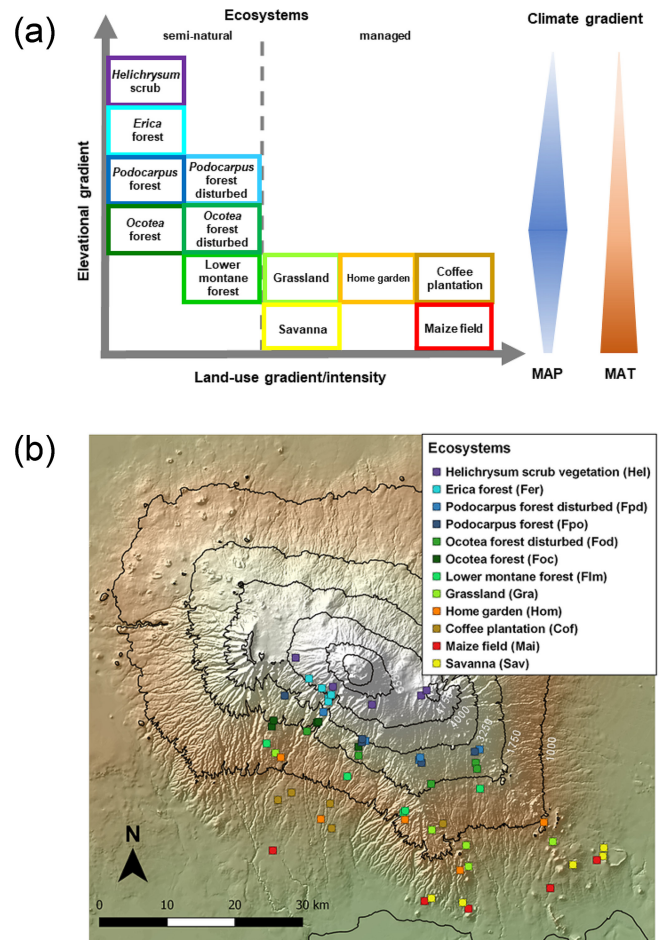 (a)
Ecosystems
Climate gradient
semi-natural
managed
Elevational gradient
Helichrysum
scrub
Erica
forest
Podocarpus
forest
Podocarpus
forest
disturbed
Ocotea
forest
Ocotea
forest
disturbed
Lower
montane
forest
Grassland
Home garden
Coffee
plantation
Savanna
Maize field
Land-use gradient/intensity
MAP
MAT
(b)
Ecosystems
Helichrysum scrub vegetation (Hel)
Erica forest (Fer)
Podocarpus forest disturbed (Fpd)
Podocarpus forest (Fpo)
Ocotea forest disturbed (Fod)
Ocotea forest (Foc)
Lower montane forest (Flm)
Grassland (Gra)
Home garden (Hom)
Coffee plantation (Cof)
Maize field (Mai)
Savanna (Sav)
1750
1000
N
0
10
20
30 km